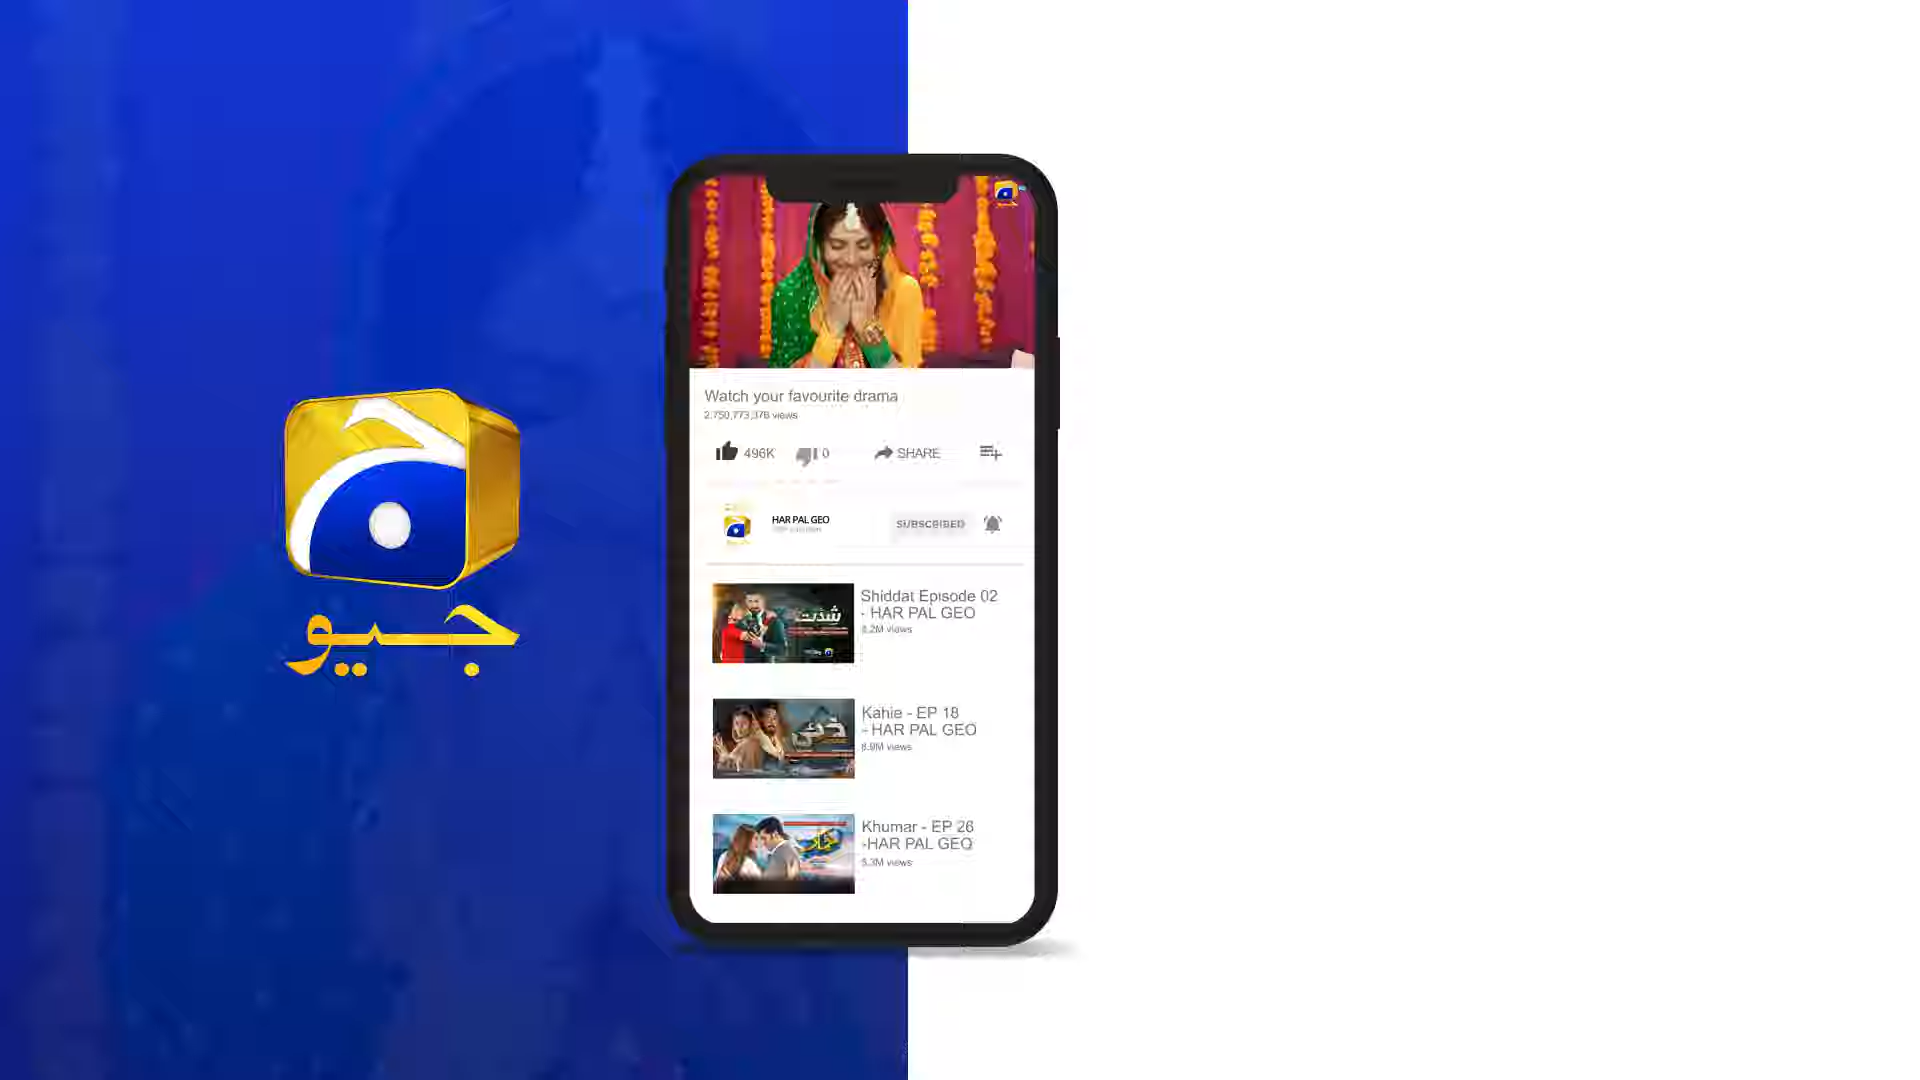 جیو
Watch your favourite drama
2,750,773,378 views
496K
0
SHARE
HAR PAL GEO
SUBSCRIBED
Shiddat Episode 02
- HAR PAL GEO
8.2M views
شدت
Kahie - EP 18
- HAR PAL GEO
8.9M views
Khumar - EP 26
-HAR PAL GEO
5.3M views
خمار